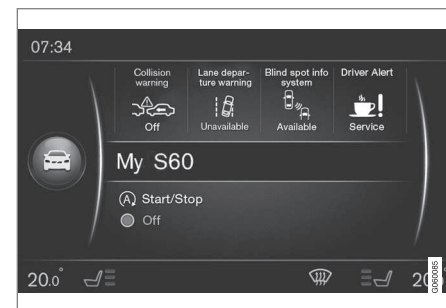 07:34
Collision warning
Off
Lane depar-
ture warning
Unavailable
Blind spot info
system
Available
Driver Alert
Service
My S60
A Start/Stop
Off
20.0°
20
G060085